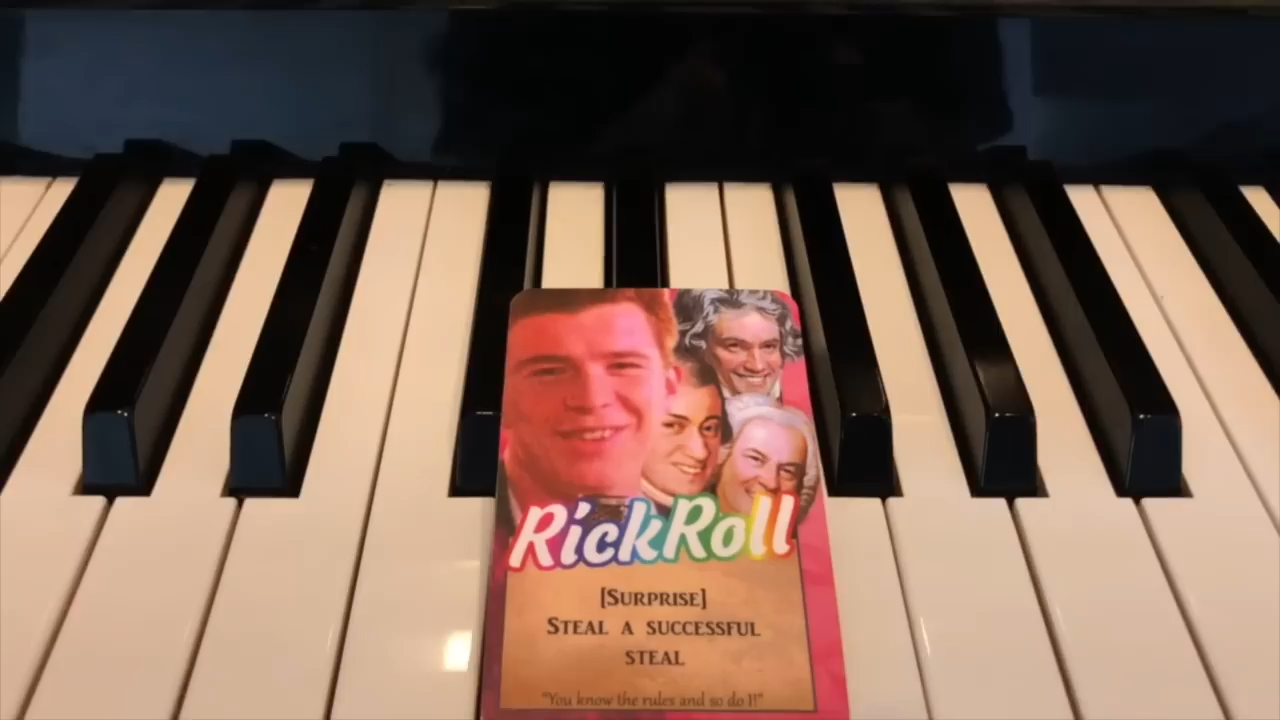 RickRoll
[Surprise]
Steal a successful
steal
"You know the rules and so do I!"